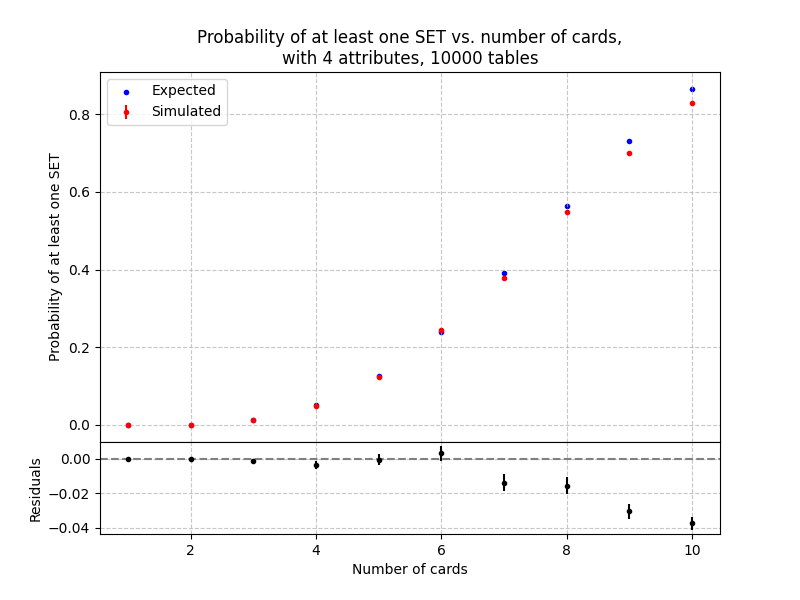 Probability of at least one SET vs. number of cards,
with 4 attributes, 10000 tables
Expected
Simulated
Probability of at least one SET
0.8
0.6
0.4
0.2
0.0
Residuals
0.00
−0.02
−0.04
2
4
6
8
10
Number of cards